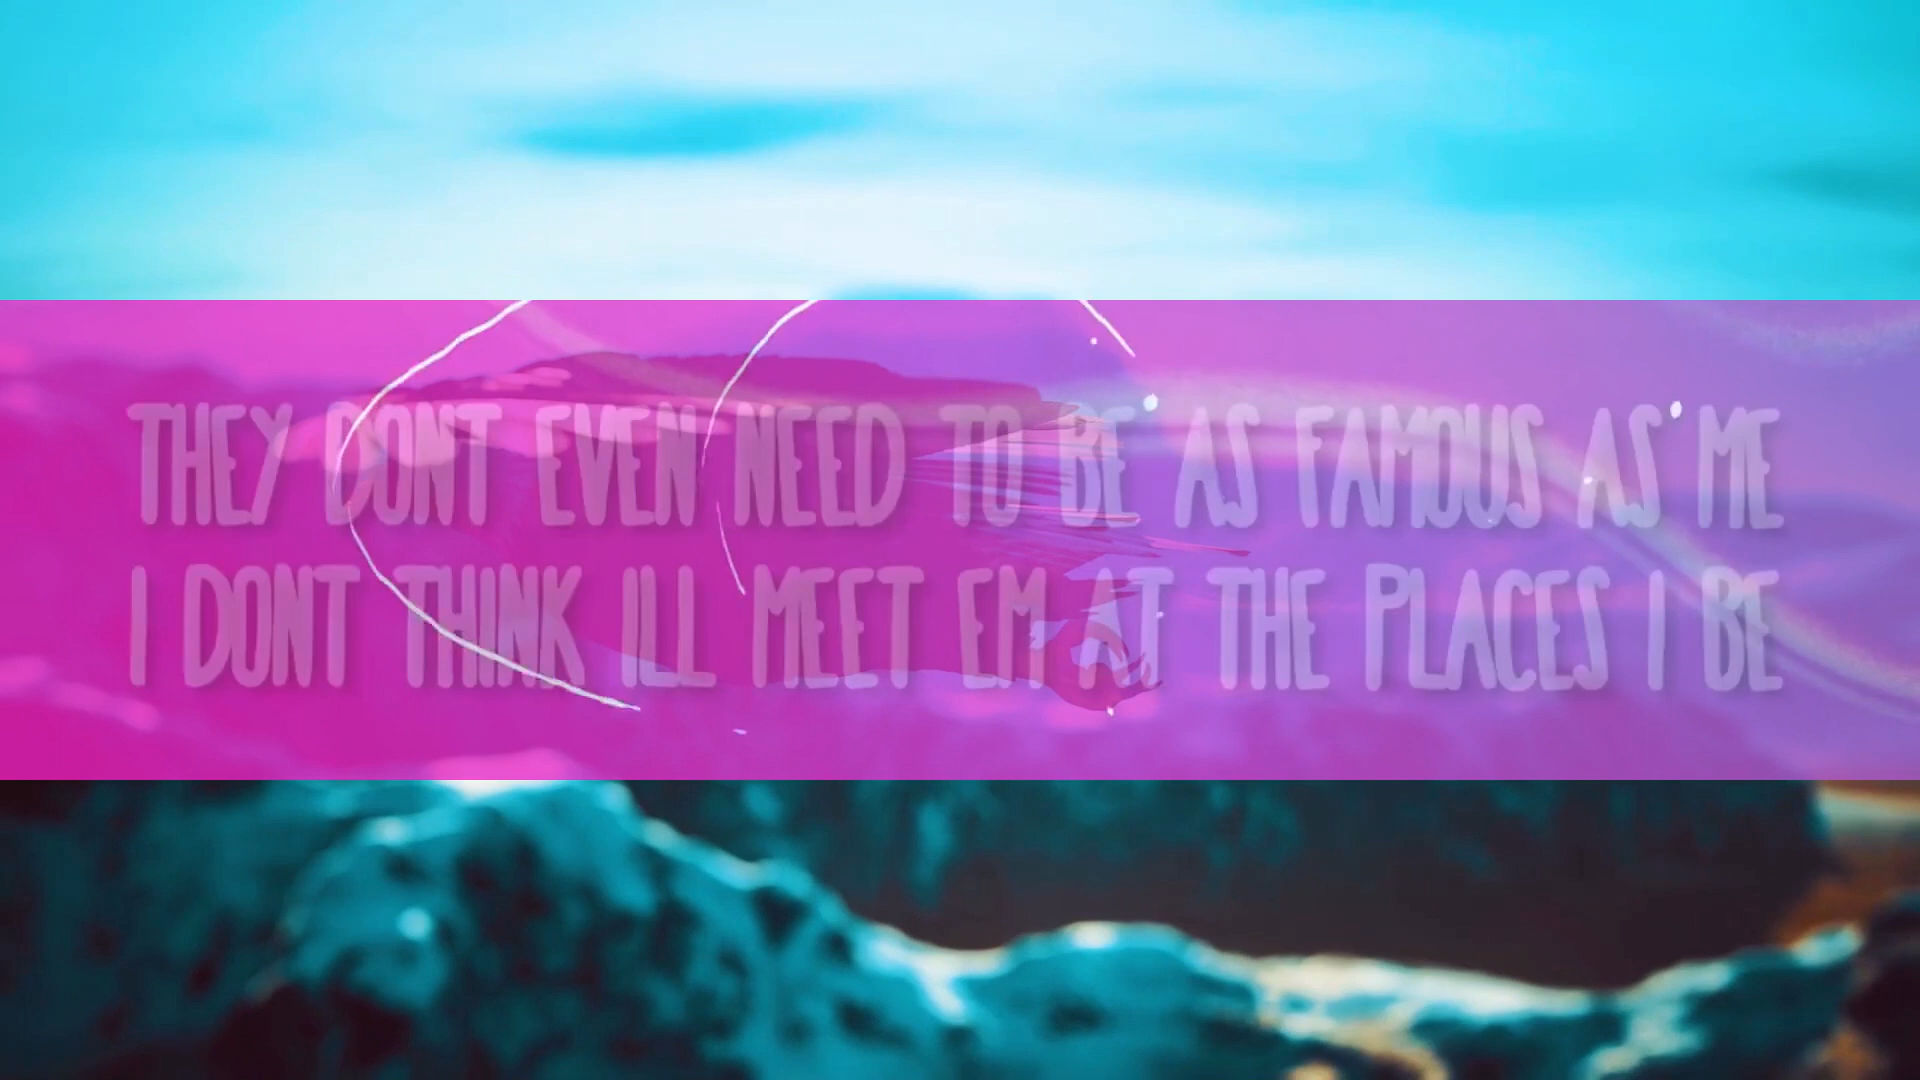 THEY DONT EVEN NEED TO BE AS FAMOUS AS ME
I DONT THINK ILL MEET EM AT THE PLACES I BE